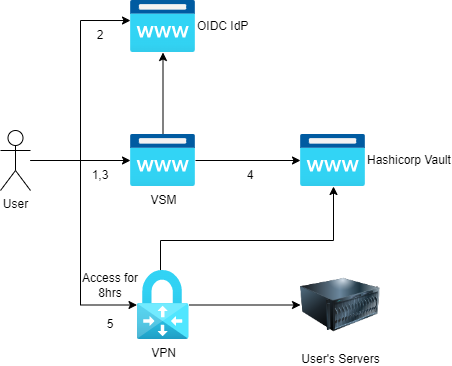 2
WWW
OIDC IdP
WWW
WWW
Hashicorp Vault
1,3
4
User
VSM
Access for
8hrs
5
VPN
User's Servers